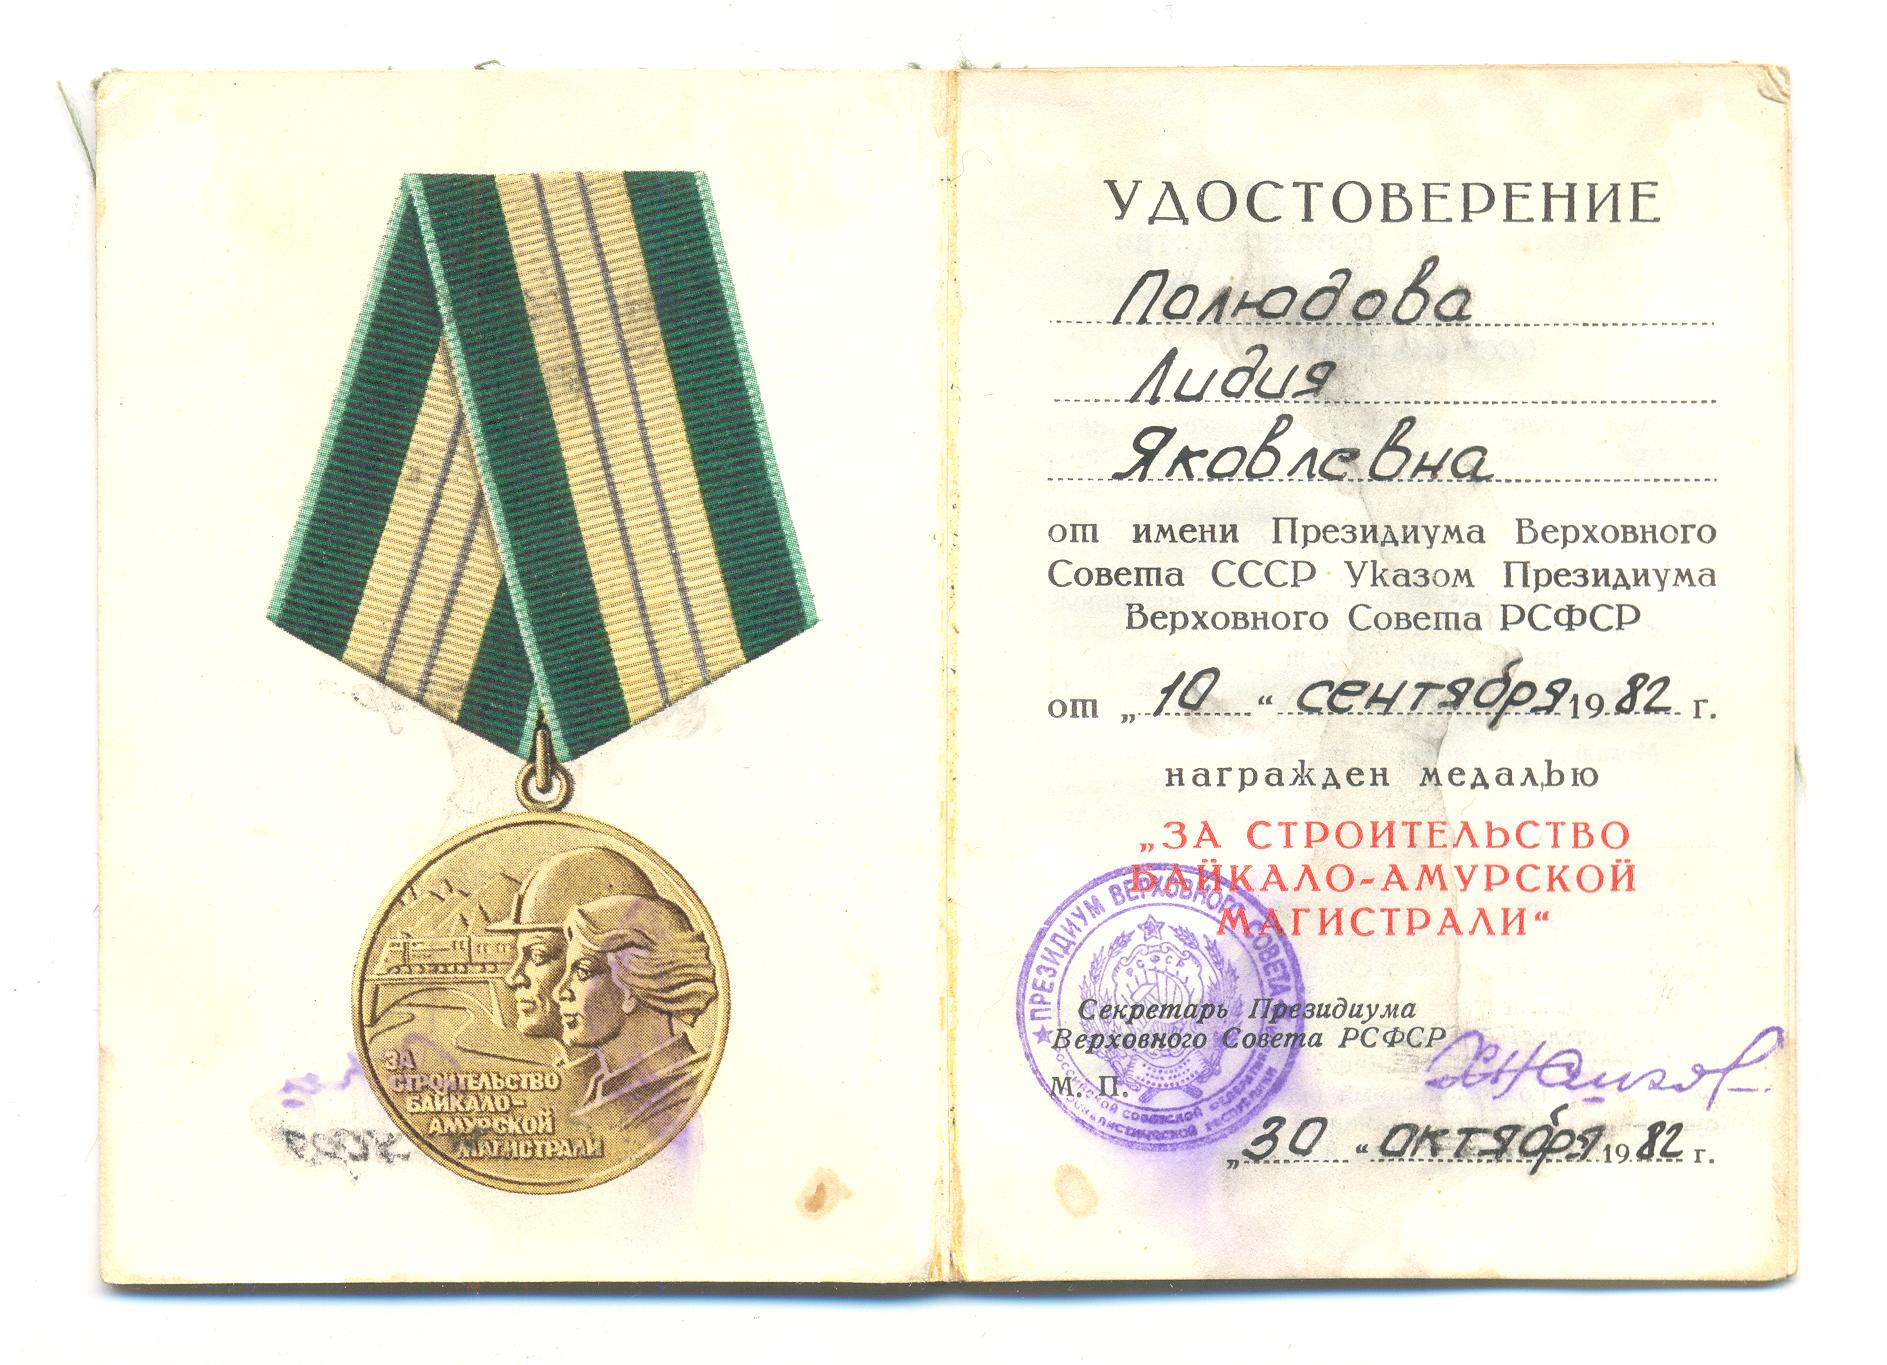 ЗА
СТРОИТЕЛЬСТВО
БАЙКАЛО-
АМУРСКОЙ
МАГИСТРАЛИ
УДОСТОВЕРЕНИЕ
Полюдова
Лидия
Яковлевна
от имени Президиума Верховного
Совета СССР Указом Президиума
Верховного Совета РСФСР
от „10“ сентября 1982 г.
награжден медалью
„ЗА СТРОИТЕЛЬСТВО
БАЙКАЛО-АМУРСКОЙ
МАГИСТРАЛИ“
ПРЕЗИДИУМ ВЕРХОВНОГО СОВЕТА
РСФСР
Секретарь Президиума
Верховного Совета РСФСР
М. П.
„30“ октября 1982 г.